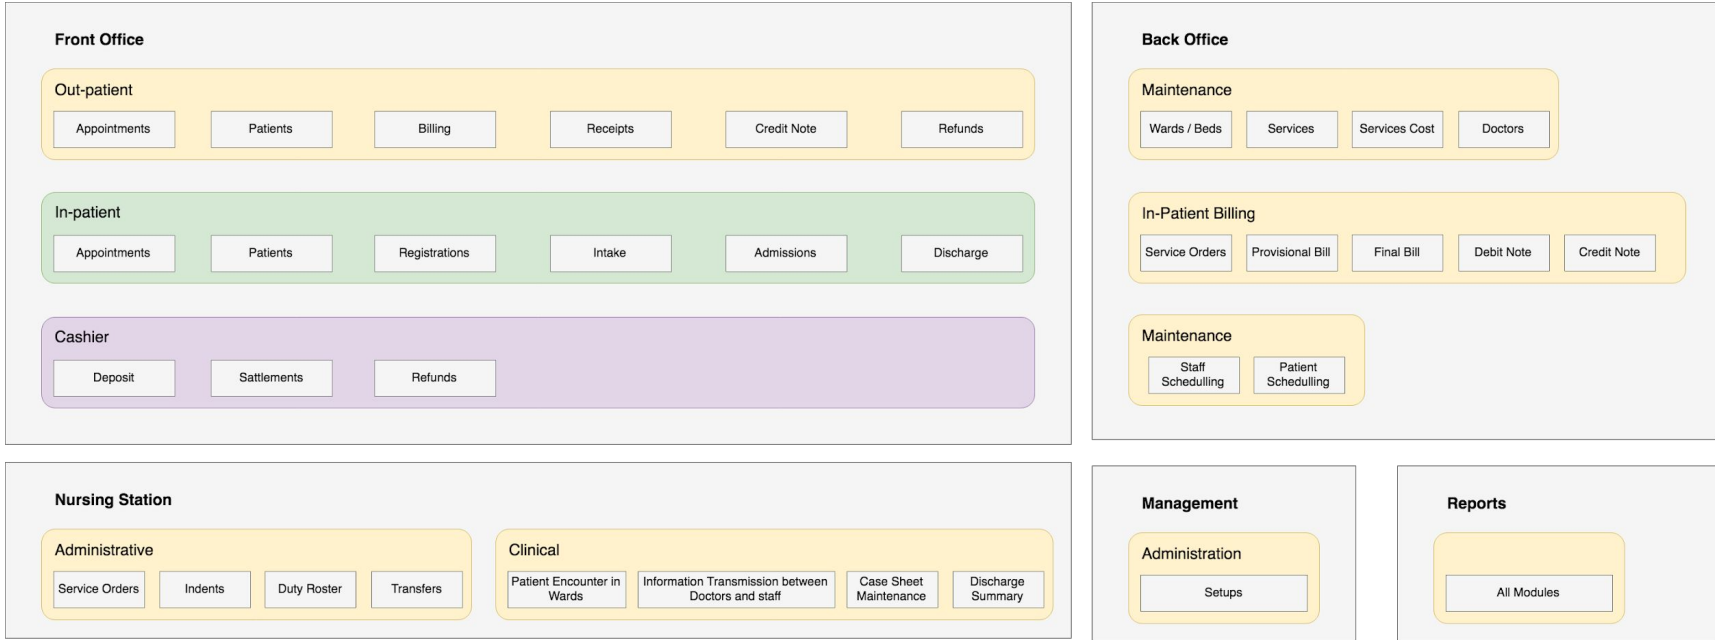 Front Office
Out-patient
Appointments
Patients
Billing
Receipts
Credit Note
Refunds
In-patient
Appointments
Patients
Registrations
Intake
Admissions
Discharge
Cashier
Deposit
Sattlements
Refunds
Back Office
Maintenance
Wards / Beds
Services
Services Cost
Doctors
In-Patient Billing
Service Orders
Provisional Bill
Final Bill
Debit Note
Credit Note
Maintenance
Staff
Schedulling
Patient
Schedulling
Nursing Station
Administrative
Service Orders
Indents
Duty Roster
Transfers
Clinical
Patient Encounter in
Wards
Information Transmission between
Doctors and staff
Case Sheet
Maintenance
Discharge
Summary
Management
Administration
Setups
Reports
All Modules